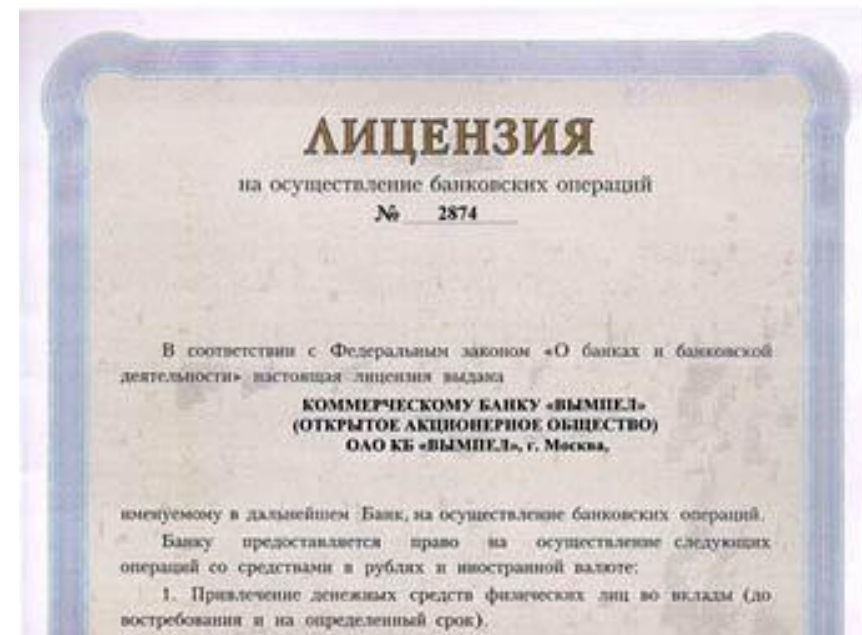 ЛИЦЕНЗИЯ
на осуществление банковских операций
№ 2874
В соответствии с Федеральным законом «О банках и банковской
деятельности» настоящая лицензия выдана
КОММЕРЧЕСКОМУ БАНКУ «ВЫМПЕЛ»
(ОТКРЫТОЕ АКЦИОНЕРНОЕ ОБЩЕСТВО)
ОАО КБ «ВЫМПЕЛ», г. Москва,
именуемому в дальнейшем Банк, на осуществление банковских операций.
Банку предоставляется право на осуществление следующих
операций со средствами в рублях и иностранной валюте:
1. Привлечение денежных средств физических лиц во вклады (до
востребования и на определенный срок).